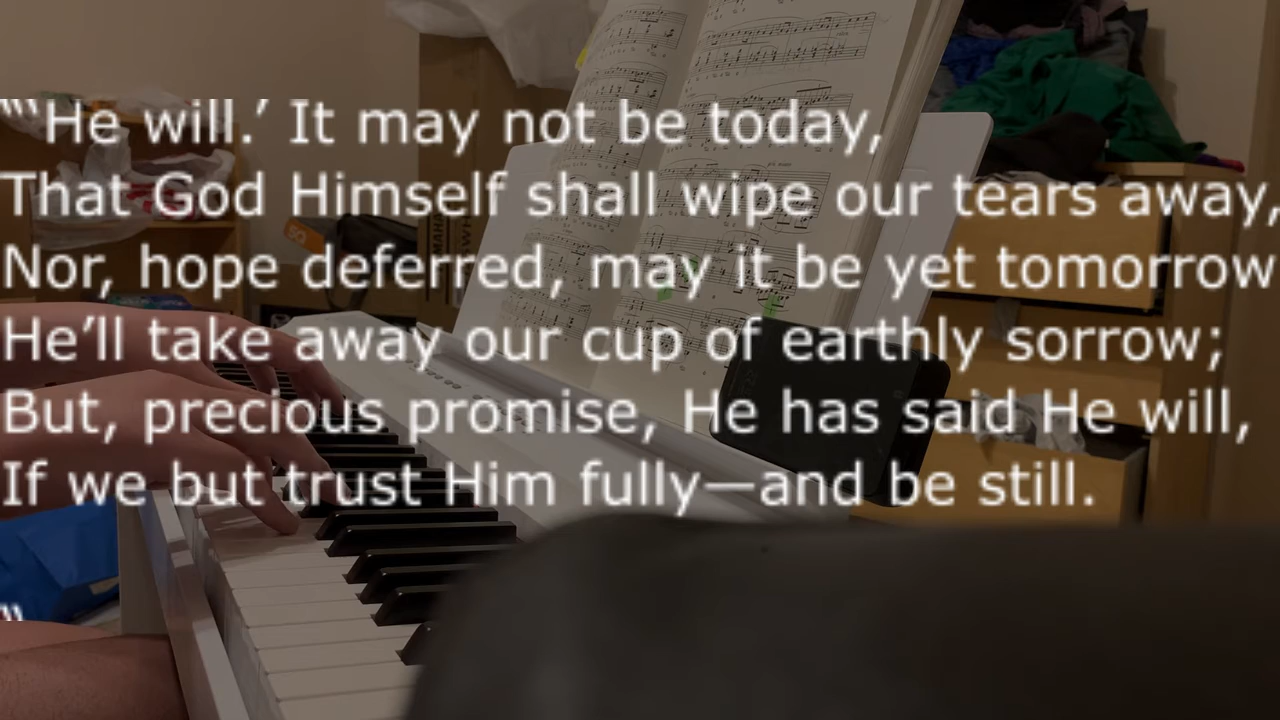 "‘He will.’ It may not be today,
That God Himself shall wipe our tears away,
Nor, hope deferred, may it be yet tomorrow
He’ll take away our cup of earthly sorrow;
But, precious promise, He has said He will,
If we but trust Him fully—and be still.
"